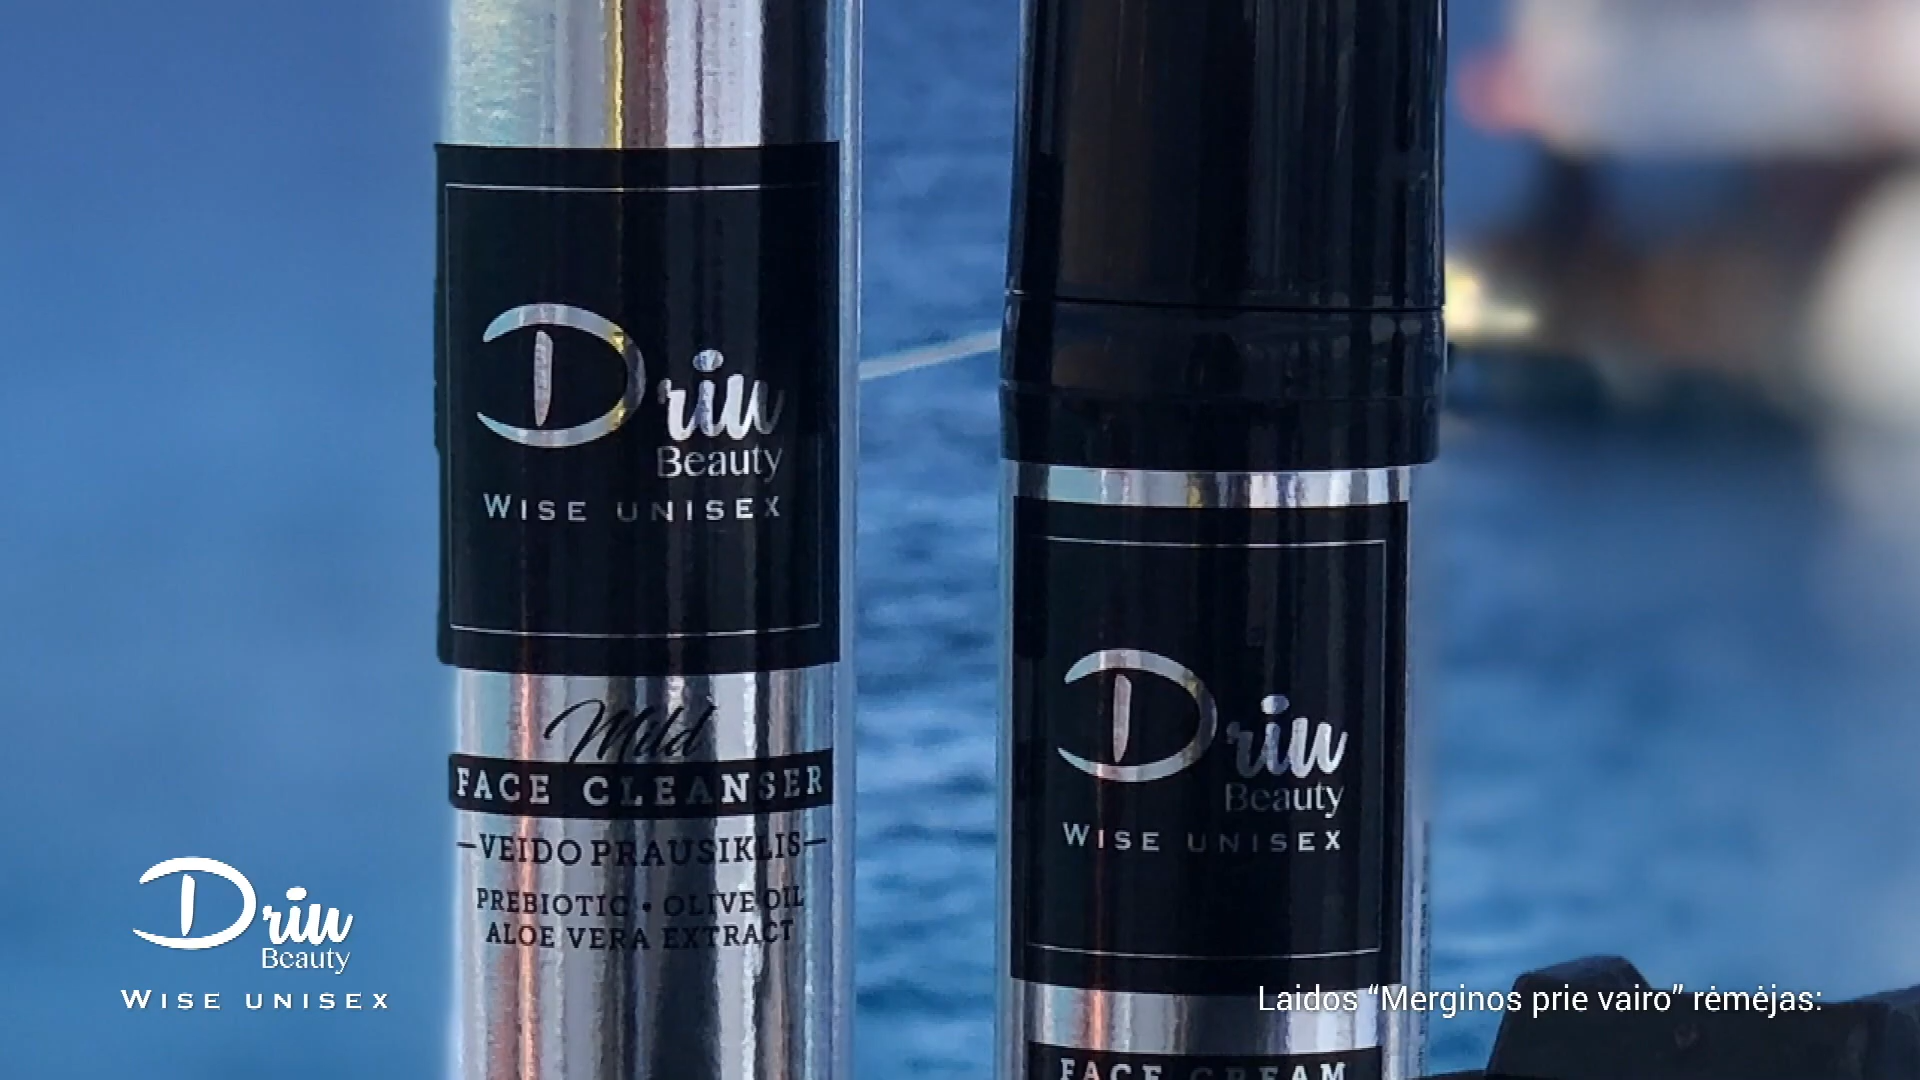 Driu
Beauty
WISE UNISEX
Mild
FACE CLEANSER
—VEIDO PRAUSIKLIS—
PREBIOTIC • OLIVE OIL
ALOE VERA EXTRACT
Driu
Beauty
WISE UNISEX
FACE CREAM
Driu
Beauty
WISE UNISEX
Laidos “Merginos prie vairo” rėmėjas: